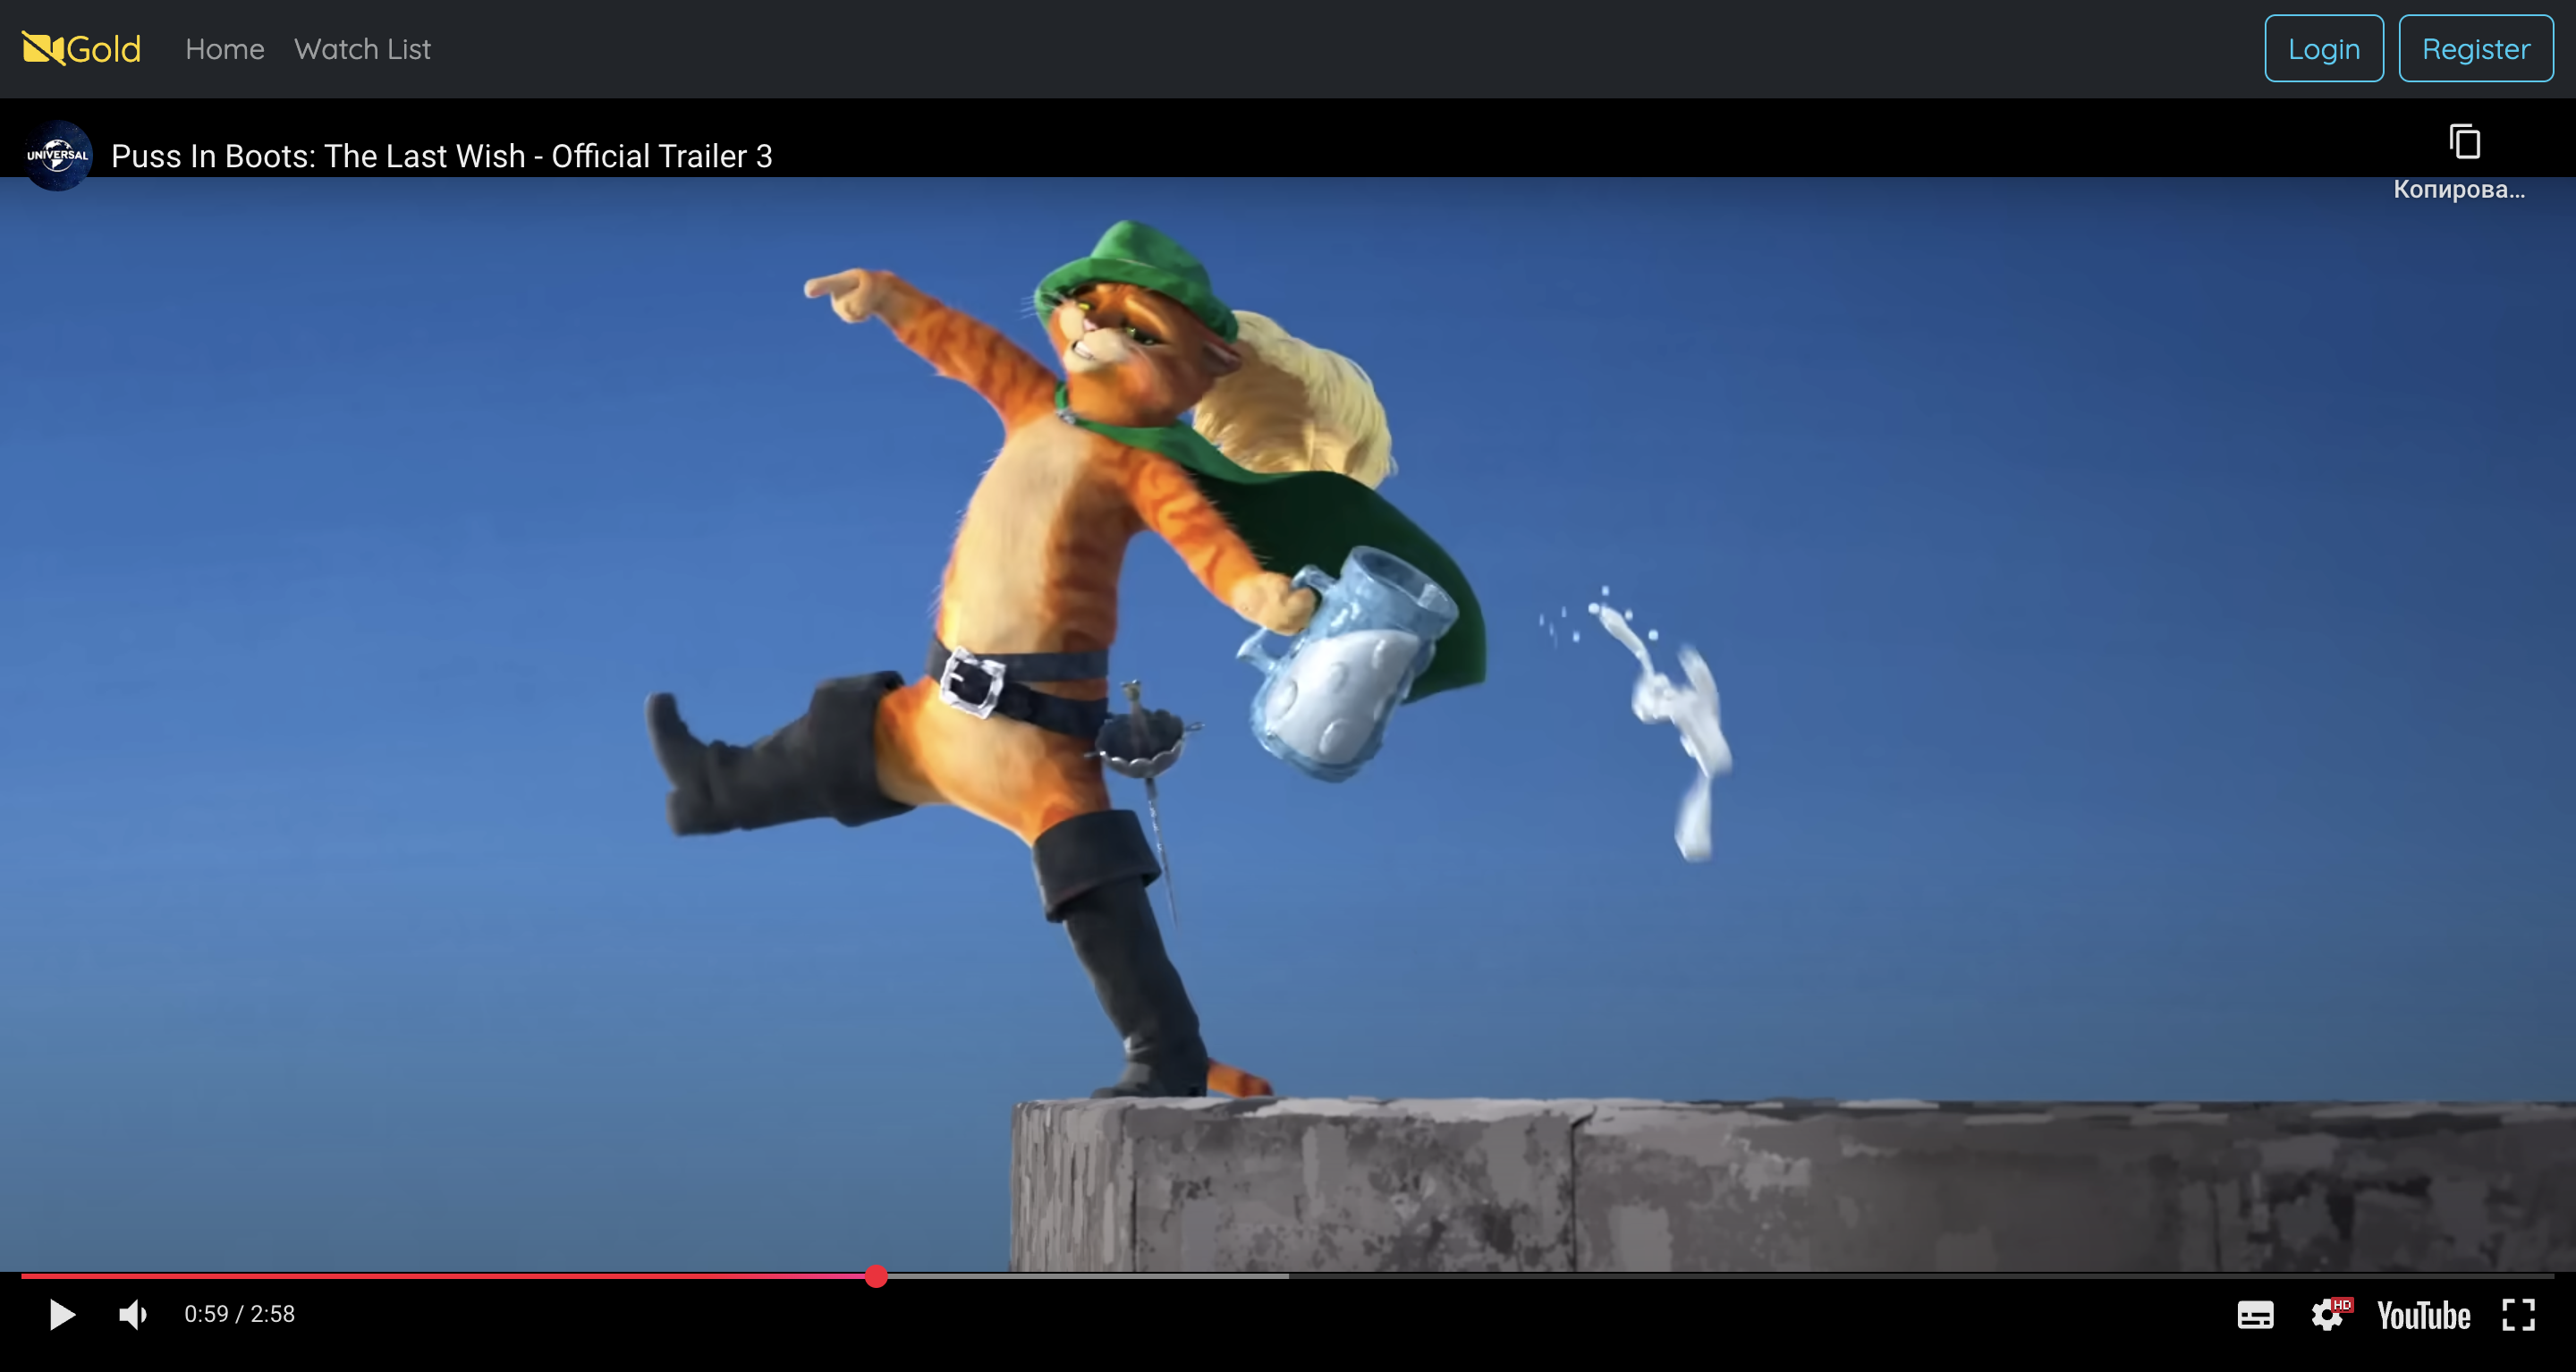 Gold Home Watch List Login Register
UNIVERSAL Puss In Boots: The Last Wish - Official Trailer 3
Копирова...
0:59 / 2:58 HD YouTube